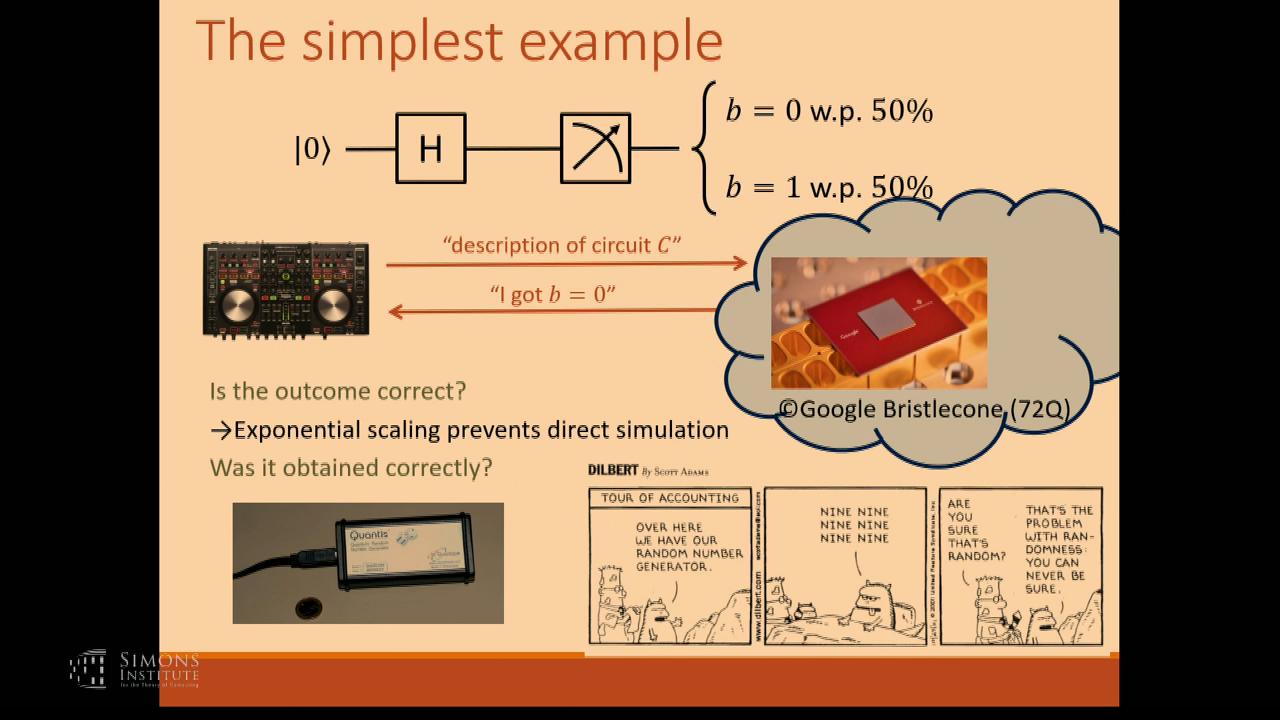 The simplest example
|0⟩
H
b = 0 w.p. 50%
b = 1 w.p. 50%
“description of circuit C”
“I got b = 0”
Google
©Google Bristlecone (72Q)
Is the outcome correct?
→Exponential scaling prevents direct simulation
Was it obtained correctly?
Quantis
DILBERT By SCOTT ADAMS
TOUR OF ACCOUNTING
OVER HERE
WE HAVE OUR
RANDOM NUMBER
GENERATOR.
www.dilbert.com
NINE NINE
NINE NINE
NINE NINE
ARE
YOU
SURE
THAT'S
RANDOM?
THAT'S THE
PROBLEM
WITH RAN-
DOMNESS:
YOU CAN
NEVER BE
SURE.
SIMONS
INSTITUTE
for the Theory of Computing